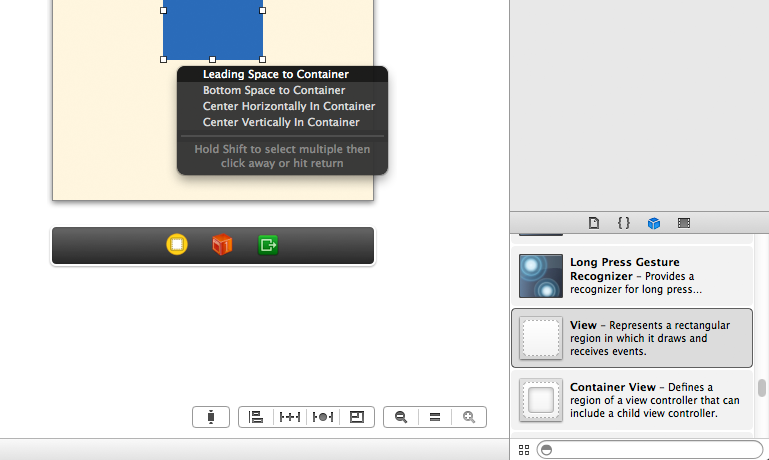 Leading Space to Container
Bottom Space to Container
Center Horizontally In Container
Center Vertically In Container
Hold Shift to select multiple then
click away or hit return
Long Press Gesture
Recognizer – Provides a
recognizer for long press...
View – Represents a rectangular
region in which it draws and
receives events.
Container View – Defines a
region of a view controller that can
include a child view controller.